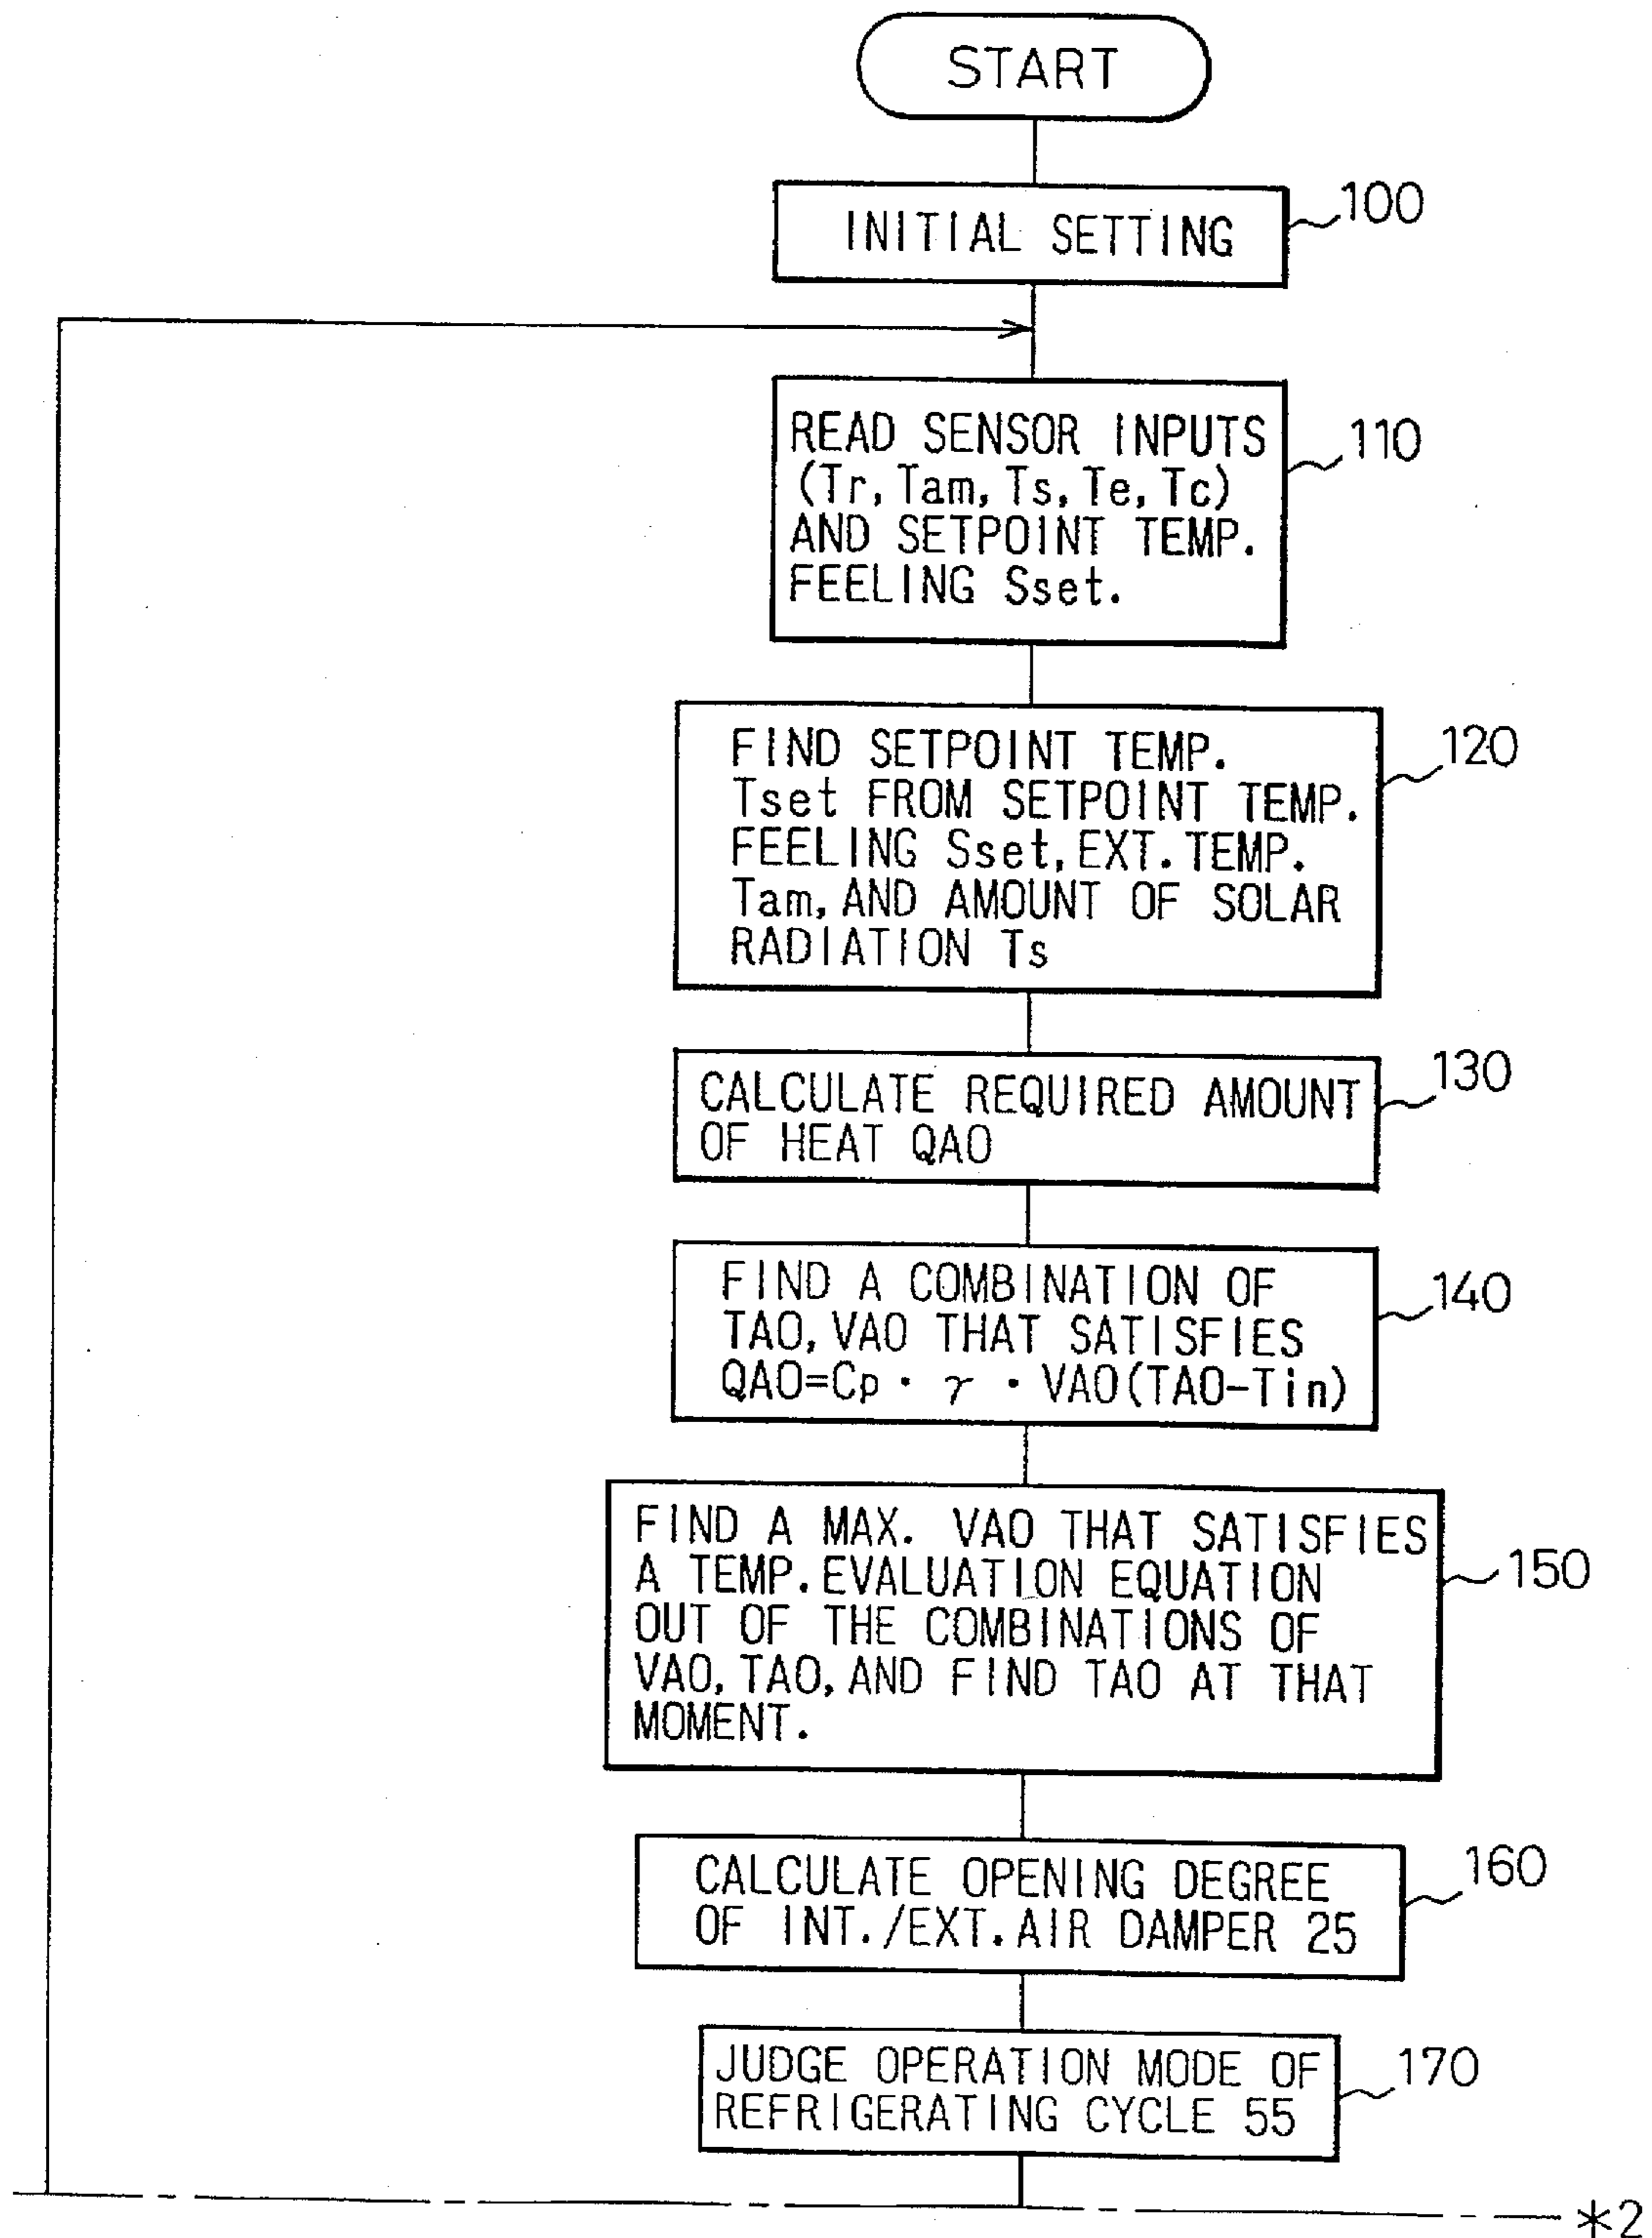 START
INITIAL SETTING
100
READ SENSOR INPUTS
(Tr, Tam, Ts, Te, Tc)
AND SETPOINT TEMP.
FEELING Sset.
110
FIND SETPOINT TEMP.
Tset FROM SETPOINT TEMP.
FEELING Sset, EXT. TEMP.
Tam, AND AMOUNT OF SOLAR
RADIATION Ts
120
CALCULATE REQUIRED AMOUNT
OF HEAT QAO
130
FIND A COMBINATION OF
TAO, VAO THAT SATISFIES
QAO=Cp · γ · VAO(TAO-Tin)
140
FIND A MAX. VAO THAT SATISFIES
A TEMP. EVALUATION EQUATION
OUT OF THE COMBINATIONS OF
VAO, TAO, AND FIND TAO AT THAT
MOMENT.
150
CALCULATE OPENING DEGREE
OF INT./EXT. AIR DAMPER 25
160
JUDGE OPERATION MODE OF
REFRIGERATING CYCLE 55
170
*2